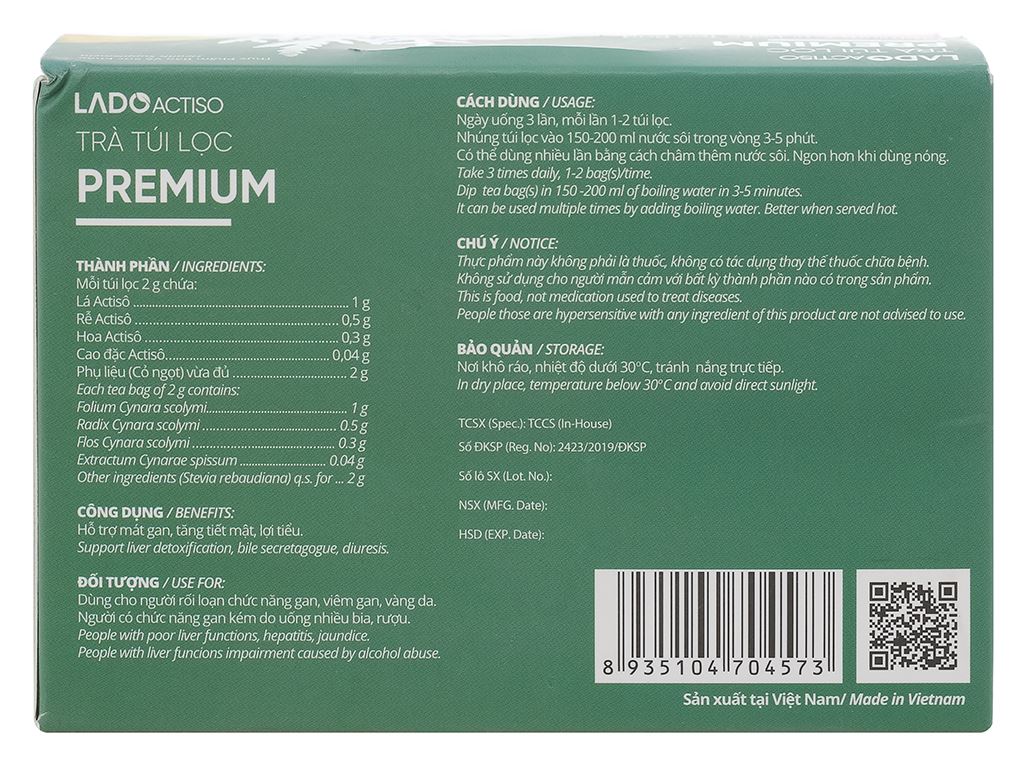 LADO ACTISO
TRÀ TÚI LỌC
PREMIUM
LADO ACTISO
TRÀ TÚI LỌC
PREMIUM
THÀNH PHẦN / INGREDIENTS:
Mỗi túi lọc 2 g chứa:
Lá Actisô ........ 1 g
Rễ Actisô ........ 0,5 g
Hoa Actisô ........ 0,3 g
Cao đặc Actisô ........ 0,04 g
Phụ liệu (Cỏ ngọt) vừa đủ ........ 2 g
Each tea bag of 2 g contains:
Folium Cynara scolymi ........ 1 g
Radix Cynara scolymi ........ 0.5 g
Flos Cynara scolymi ........ 0.3 g
Extractum Cynarae spissum ........ 0.04 g
Other ingredients (Stevia rebaudiana) q.s. for ... 2 g
CÔNG DỤNG / BENEFITS:
Hỗ trợ mát gan, tăng tiết mật, lợi tiểu.
Support liver detoxification, bile secretagogue, diuresis.
ĐỐI TƯỢNG / USE FOR:
Dùng cho người rối loạn chức năng gan, viêm gan, vàng da.
Người có chức năng gan kém do uống nhiều bia, rượu.
People with poor liver functions, hepatitis, jaundice.
People with liver funcions impairment caused by alcohol abuse.
CÁCH DÙNG / USAGE:
Ngày uống 3 lần, mỗi lần 1-2 túi lọc.
Nhúng túi lọc vào 150-200 ml nước sôi trong vòng 3-5 phút.
Có thể dùng nhiều lần bằng cách châm thêm nước sôi. Ngon hơn khi dùng nóng.
Take 3 times daily, 1-2 bag(s)/time.
Dip tea bag(s) in 150 -200 ml of boiling water in 3-5 minutes.
It can be used multiple times by adding boiling water. Better when served hot.
CHÚ Ý / NOTICE:
Thực phẩm này không phải là thuốc, không có tác dụng thay thế thuốc chữa bệnh.
Không sử dụng cho người mẫn cảm với bất kỳ thành phần nào có trong sản phẩm.
This is food, not medication used to treat diseases.
People those are hypersensitive with any ingredient of this product are not advised to use.
BẢO QUẢN / STORAGE:
Nơi khô ráo, nhiệt độ dưới 30°C, tránh nắng trực tiếp.
In dry place, temperature below 30°C and avoid direct sunlight.
TCSX (Spec.): TCCS (In-House)
Số ĐKSP (Reg. No): 2423/2019/ĐKSP
Số lô SX (Lot. No.):
NSX (MFG. Date):
HSD (EXP. Date):
8 935104 704573
Sản xuất tại Việt Nam/ Made in Vietnam